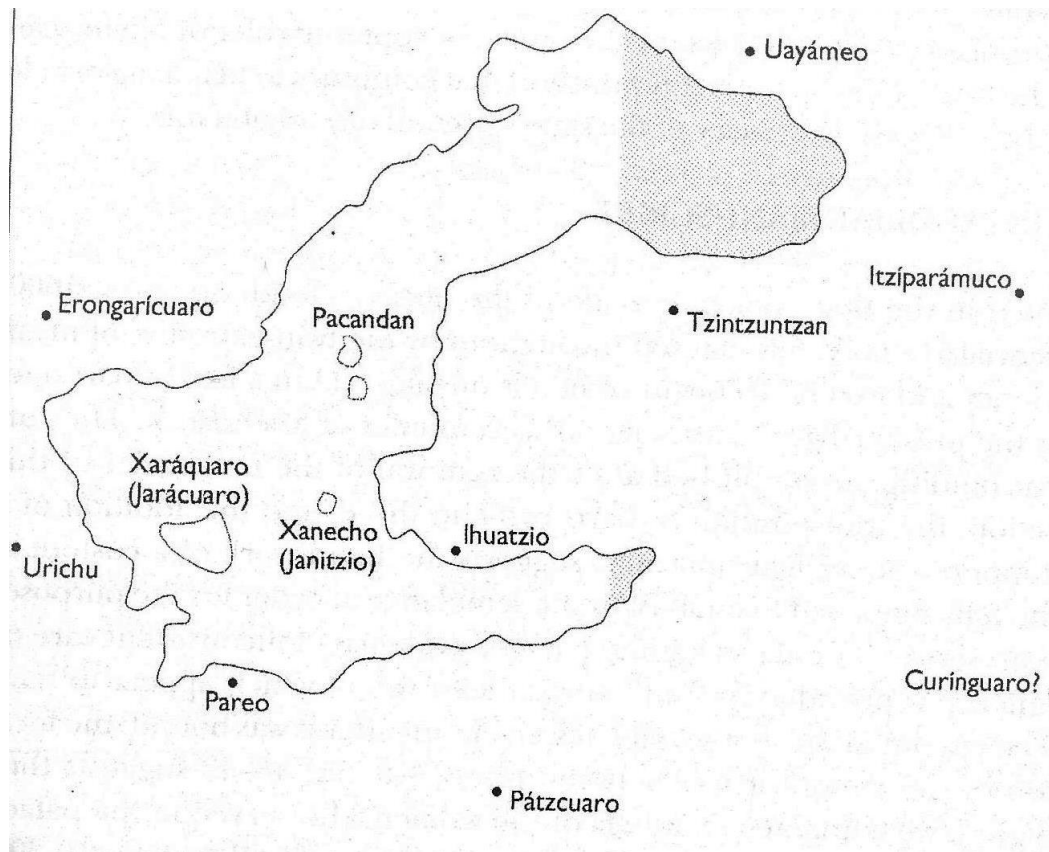 Uayámeo
Itzíparámuco
Erongarícuaro
Pacandan
Tzintzuntzan
Xaráquaro
(Jarácuaro)
Xanecho
(Janitzio)
Ihuatzio
Urichu
Curínguaro?
Pareo
Pátzcuaro